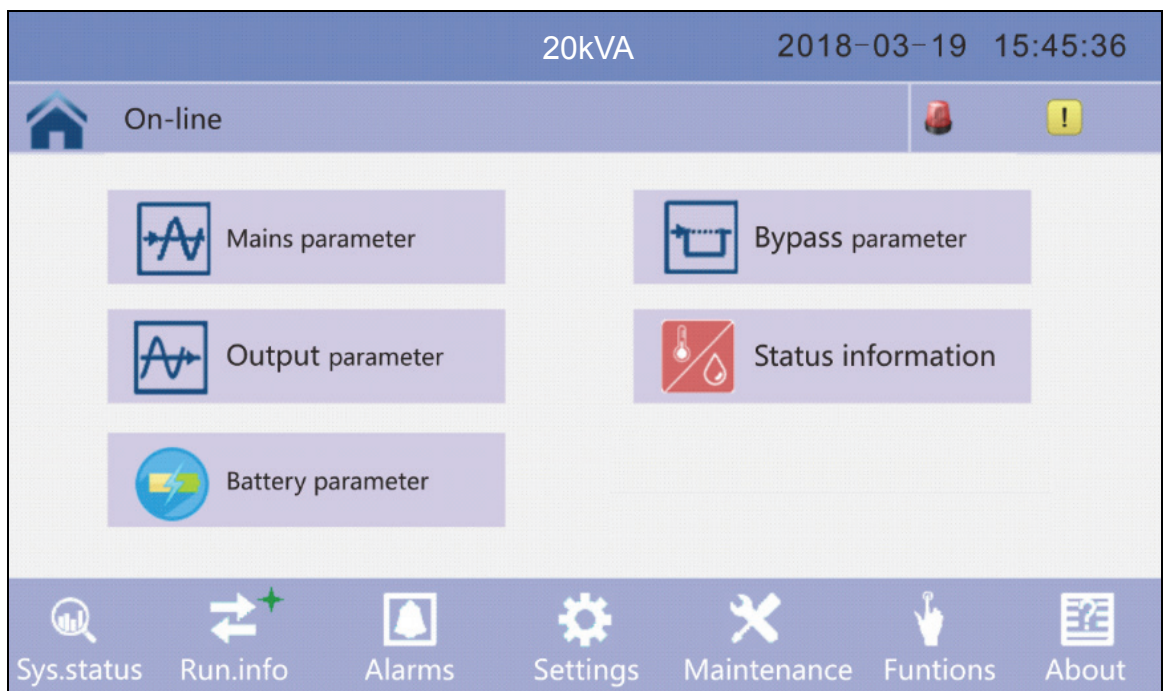 20kVA 2018-03-19 15:45:36
On-line !
Mains parameter Bypass parameter
Output parameter Status information
Battery parameter
Sys.status Run.info Alarms Settings Maintenance Funtions About